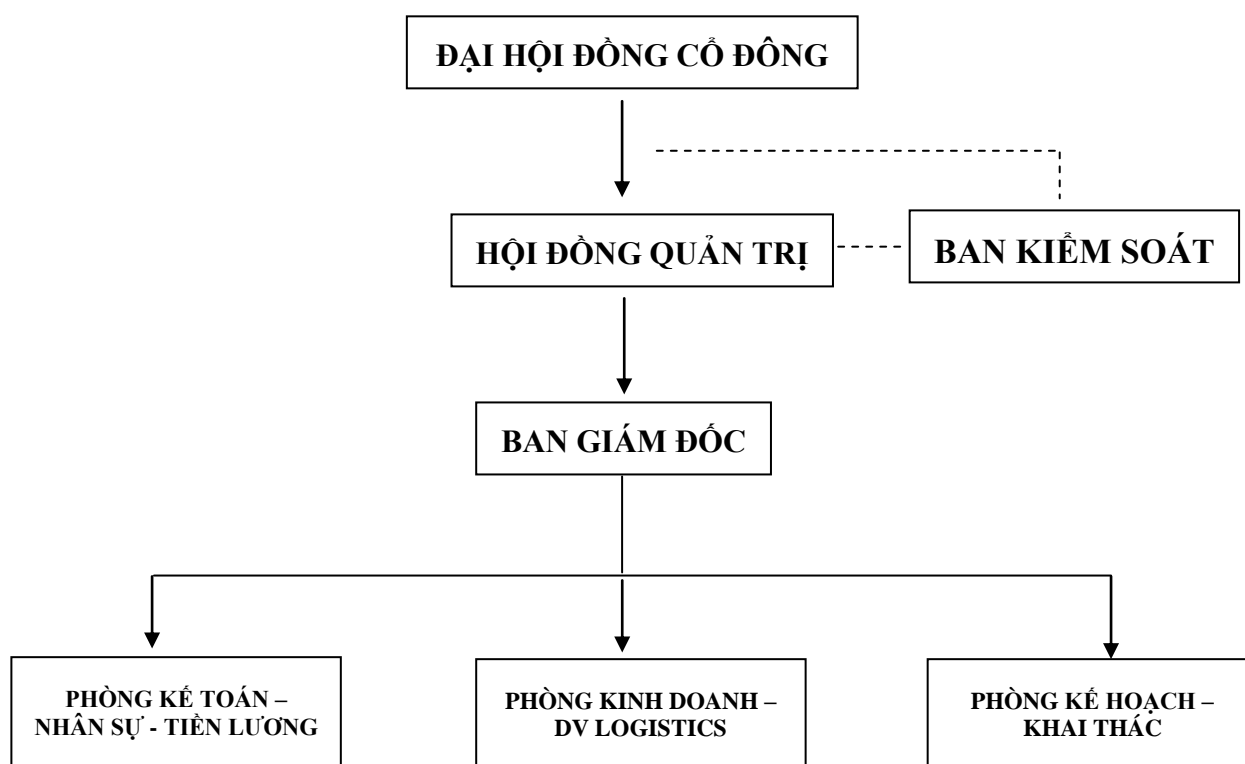 ĐẠI HỘI ĐỒNG CỔ ĐÔNG
HỘI ĐỒNG QUẢN TRỊ
BAN KIỂM SOÁT
BAN GIÁM ĐỐC
PHÒNG KẾ TOÁN –
NHÂN SỰ - TIỀN LƯƠNG
PHÒNG KINH DOANH –
DV LOGISTICS
PHÒNG KẾ HOẠCH –
KHAI THÁC